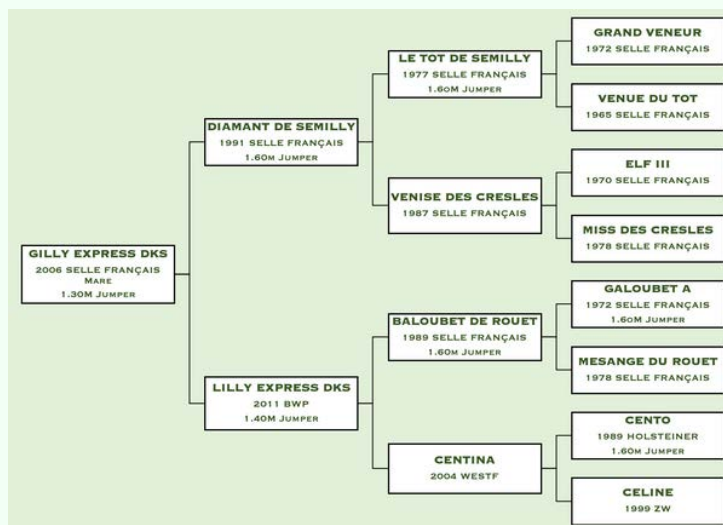 GILLY EXPRESS DKS
2006 SELLE FRANÇAIS
MARE
1.30M JUMPER
DIAMANT DE SEMILLY
1991 SELLE FRANÇAIS
1.60M JUMPER
LILLY EXPRESS DKS
2011 BWP
1.40M JUMPER
LE TOT DE SEMILLY
1977 SELLE FRANÇAIS
1.60M JUMPER
VENISE DES CRESLES
1987 SELLE FRANÇAIS
BALOUBET DE ROUET
1989 SELLE FRANÇAIS
1.60M JUMPER
CENTINA
2004 WESTF
GRAND VENEUR
1972 SELLE FRANÇAIS
VENUE DU TOT
1965 SELLE FRANÇAIS
ELF III
1970 SELLE FRANÇAIS
MISS DES CRESLES
1978 SELLE FRANÇAIS
GALOUBET A
1972 SELLE FRANÇAIS
1.60M JUMPER
MESANGE DU ROUET
1978 SELLE FRANÇAIS
CENTO
1989 HOLSTEINER
1.60M JUMPER
CELINE
1999 ZW